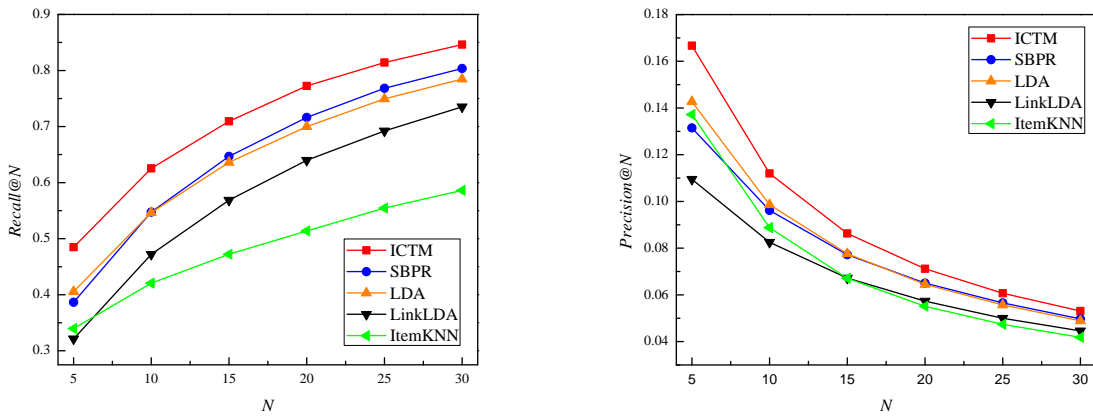 0.9
0.8
0.7
0.6
0.5
0.4
0.3
Recall@N
5 10 15 20 25 30
N
ICTM
SBPR
LDA
LinkLDA
ItemKNN
0.18
0.16
0.14
0.12
0.10
0.08
0.06
0.04
Precision@N
5 10 15 20 25 30
N
ICTM
SBPR
LDA
LinkLDA
ItemKNN